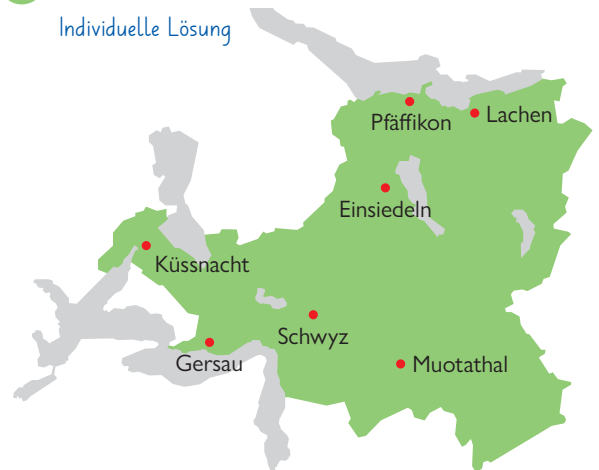 Individuelle Lösung
Pfäffikon
Lachen
Einsiedeln
Küssnacht
Schwyz
Gersau
Muotathal